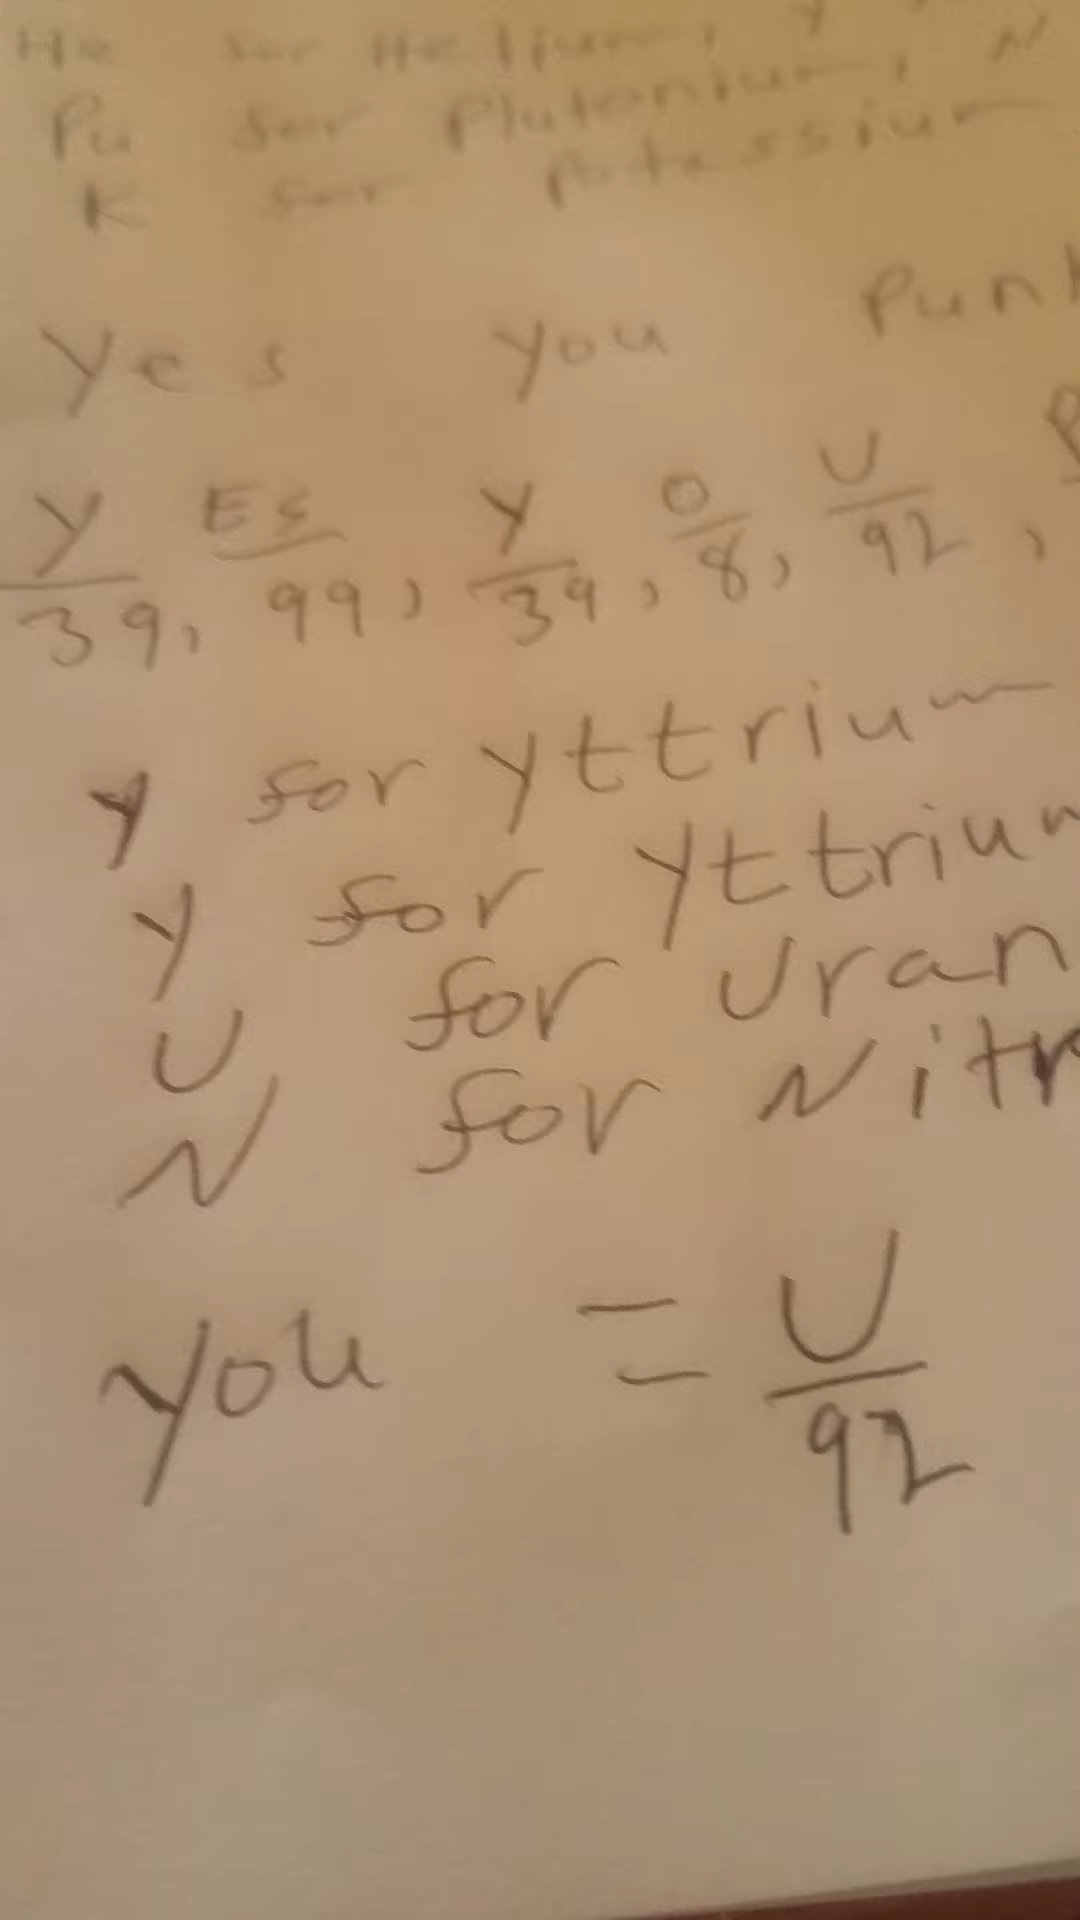 He for Helium, Y
Pu for Plutonium, N
K for Potassium
Yes you Punk
Y Es Y O U P
39, 99, 39, 8, 92,
Y for Yttrium
Y for Yttrium
U for Uran
N for Nitr
you = U
92